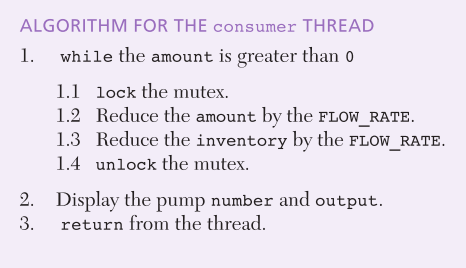 ALGORITHM FOR THE consumer THREAD
1. while the amount is greater than 0
1.1 lock the mutex.
1.2 Reduce the amount by the FLOW_RATE.
1.3 Reduce the inventory by the FLOW_RATE.
1.4 unlock the mutex.
2. Display the pump number and output.
3. return from the thread.